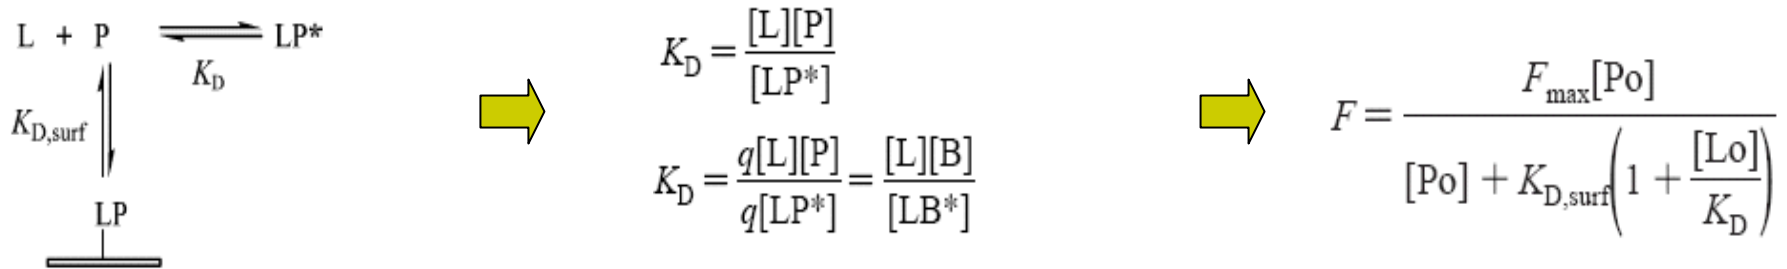 L + P ⇌ LP*
K_D
K_D,surf
LP
K_D = [L][P] / [LP*]
K_D = q[L][P] / q[LP*] = [L][B] / [LB*]
F = F_max[Po] / ([Po] + K_D,surf(1 + [Lo] / K_D))